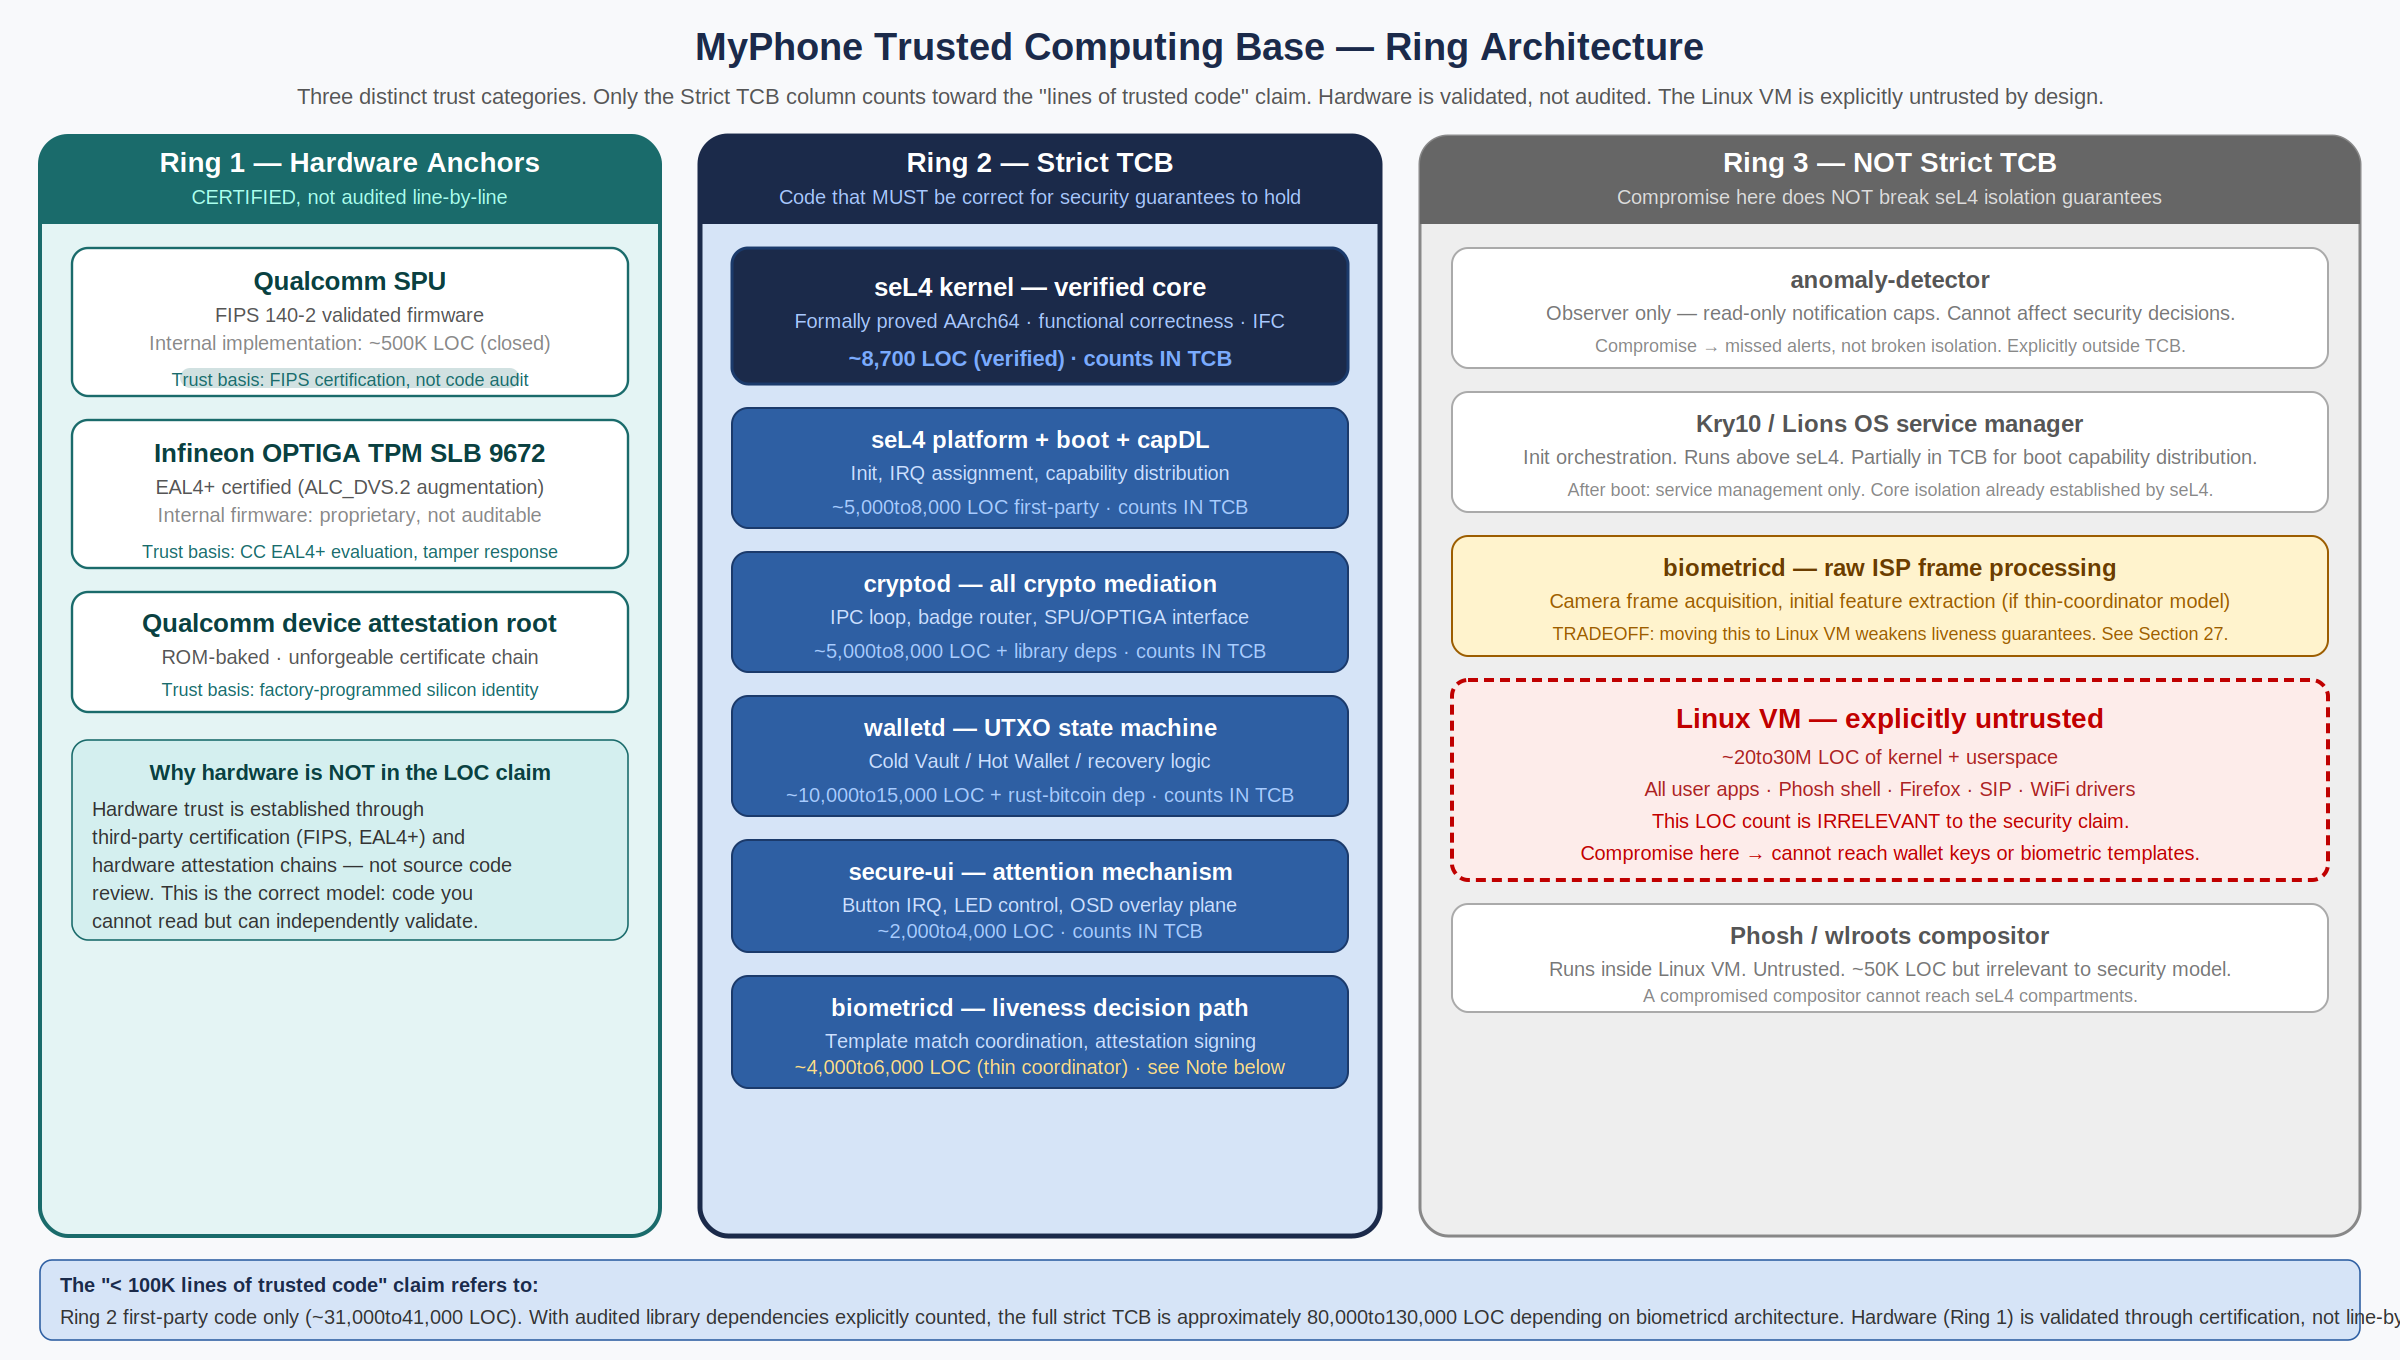 MyPhone Trusted Computing Base — Ring Architecture
Three distinct trust categories. Only the Strict TCB column counts toward the "lines of trusted code" claim. Hardware is validated, not audited. The Linux VM is explicitly untrusted by design.
Ring 1 — Hardware Anchors
CERTIFIED, not audited line-by-line
Qualcomm SPU
FIPS 140-2 validated firmware
Internal implementation: ~500K LOC (closed)
Trust basis: FIPS certification, not code audit
Infineon OPTIGA TPM SLB 9672
EAL4+ certified (ALC_DVS.2 augmentation)
Internal firmware: proprietary, not auditable
Trust basis: CC EAL4+ evaluation, tamper response
Qualcomm device attestation root
ROM-baked · unforgeable certificate chain
Trust basis: factory-programmed silicon identity
Why hardware is NOT in the LOC claim
Hardware trust is established through
third-party certification (FIPS, EAL4+) and
hardware attestation chains — not source code
review. This is the correct model: code you
cannot read but can independently validate.
Ring 2 — Strict TCB
Code that MUST be correct for security guarantees to hold
seL4 kernel — verified core
Formally proved AArch64 · functional correctness · IFC
~8,700 LOC (verified) · counts IN TCB
seL4 platform + boot + capDL
Init, IRQ assignment, capability distribution
~5,000to8,000 LOC first-party · counts IN TCB
cryptod — all crypto mediation
IPC loop, badge router, SPU/OPTIGA interface
~5,000to8,000 LOC + library deps · counts IN TCB
walletd — UTXO state machine
Cold Vault / Hot Wallet / recovery logic
~10,000to15,000 LOC + rust-bitcoin dep · counts IN TCB
secure-ui — attention mechanism
Button IRQ, LED control, OSD overlay plane
~2,000to4,000 LOC · counts IN TCB
biometricd — liveness decision path
Template match coordination, attestation signing
~4,000to6,000 LOC (thin coordinator) · see Note below
Ring 3 — NOT Strict TCB
Compromise here does NOT break seL4 isolation guarantees
anomaly-detector
Observer only — read-only notification caps. Cannot affect security decisions.
Compromise → missed alerts, not broken isolation. Explicitly outside TCB.
Kry10 / Lions OS service manager
Init orchestration. Runs above seL4. Partially in TCB for boot capability distribution.
After boot: service management only. Core isolation already established by seL4.
biometricd — raw ISP frame processing
Camera frame acquisition, initial feature extraction (if thin-coordinator model)
TRADEOFF: moving this to Linux VM weakens liveness guarantees. See Section 27.
Linux VM — explicitly untrusted
~20to30M LOC of kernel + userspace
All user apps · Phosh shell · Firefox · SIP · WiFi drivers
This LOC count is IRRELEVANT to the security claim.
Compromise here → cannot reach wallet keys or biometric templates.
Phosh / wlroots compositor
Runs inside Linux VM. Untrusted. ~50K LOC but irrelevant to security model.
A compromised compositor cannot reach seL4 compartments.
The "< 100K lines of trusted code" claim refers to:
Ring 2 first-party code only (~31,000to41,000 LOC). With audited library dependencies explicitly counted, the full strict TCB is approximately 80,000to130,000 LOC depending on biometricd architecture. Hardware (Ring 1) is validated through certification, not line-by